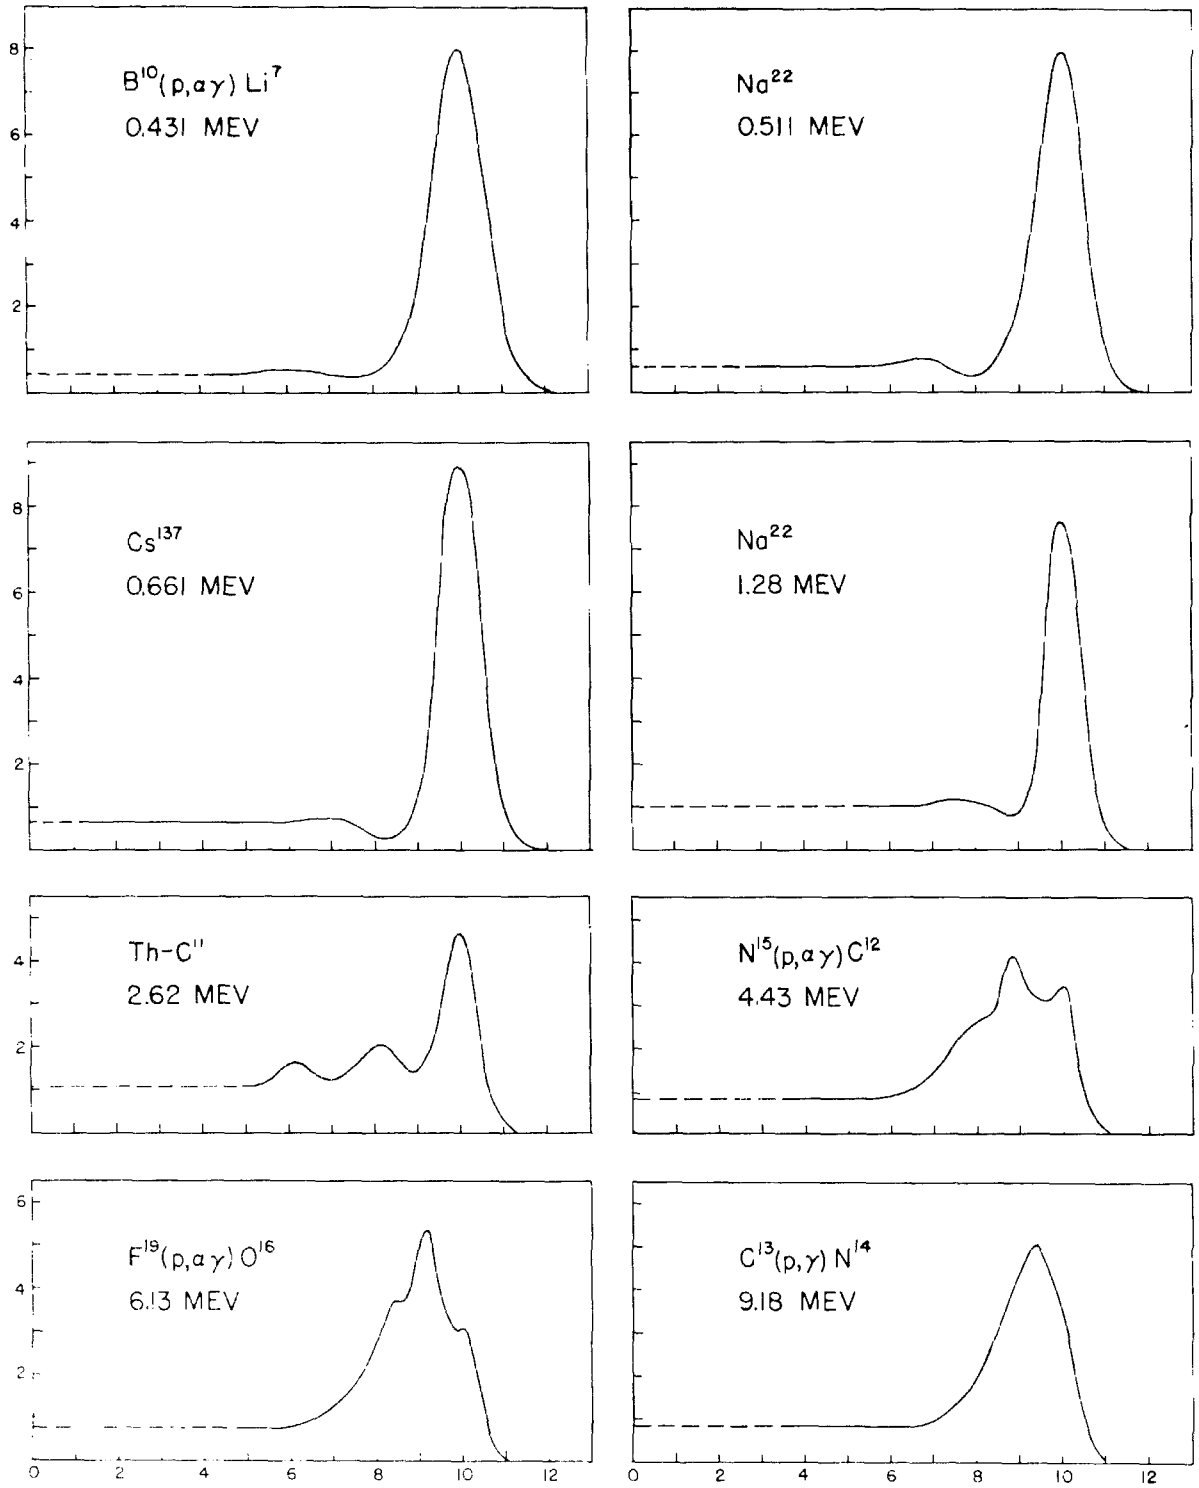 8
6
4
2
B¹⁰(p,αγ) Li⁷
0.431 MEV
Na²²
0.511 MEV
8
6
4
2
Cs¹³⁷
0.661 MEV
Na²²
1.28 MEV
4
2
Th-C"
2.62 MEV
N¹⁵(p,αγ)C¹²
4.43 MEV
6
4
2
F¹⁹(p,αγ)O¹⁶
6.13 MEV
C¹³(p,γ)N¹⁴
9.18 MEV
0 2 4 6 8 10 12
0 2 4 6 8 10 12